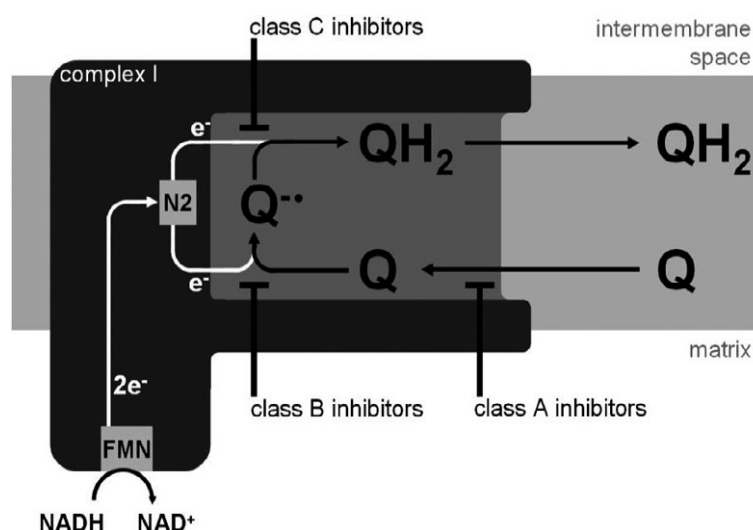 class C inhibitors
intermembrane
space
complex I
e⁻
QH₂
QH₂
N2
Q⁻•
e⁻
Q
Q
matrix
2e⁻
class B inhibitors
class A inhibitors
FMN
NADH
NAD⁺